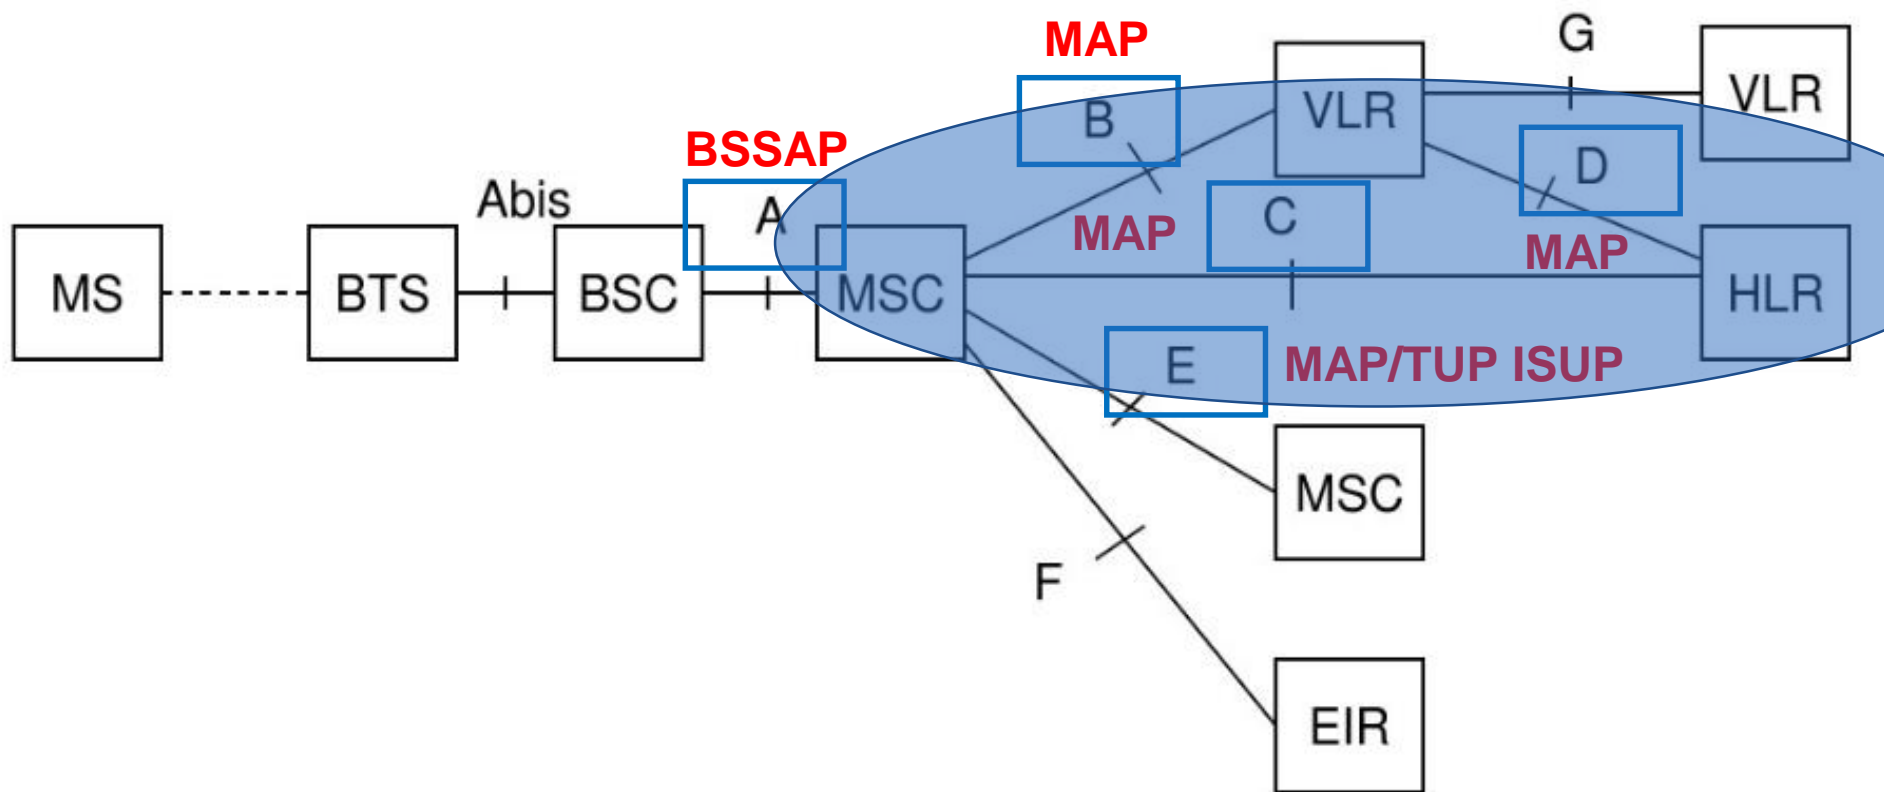 MAP
G
B
VLR
VLR
BSSAP
D
Abis
A
C
MAP
MAP
MS
BTS
BSC
MSC
HLR
E
MAP/TUP ISUP
MSC
F
EIR